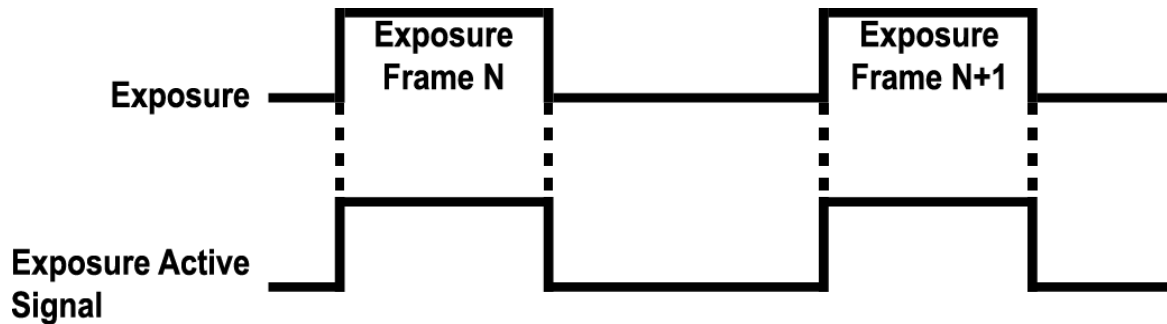 Exposure
Frame N
Exposure
Frame N+1
Exposure
Exposure Active
Signal